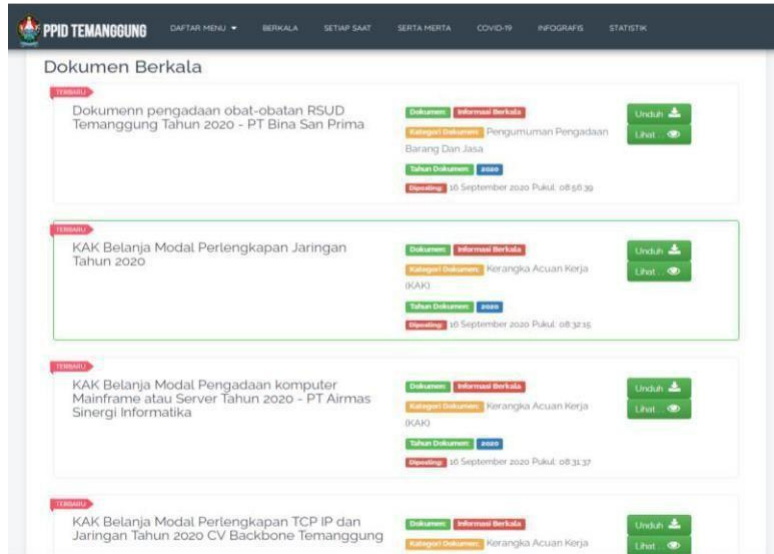 PPID TEMANGGUNG DAFTAR MENU BERKALA SETIAP SAAT SERTA MERTA COVID-19 INFOGRAFIS STATISTIK
Dokumen Berkala
TERBARU
Dokumenn pengadaan obat-obatan RSUD
Temanggung Tahun 2020 - PT Bina San Prima
Dokumen: Informasi Berkala
Kategori Dokumen: Pengumuman Pengadaan
Barang Dan Jasa
Tahun Dokumen: 2020
Diposting: 16 September 2020 Pukul: 08:56:39
Unduh
Lihat ...
TERBARU
KAK Belanja Modal Perlengkapan Jaringan
Tahun 2020
Dokumen: Informasi Berkala
Kategori Dokumen: Kerangka Acuan Kerja
(KAK)
Tahun Dokumen: 2020
Diposting: 16 September 2020 Pukul: 08:32:15
Unduh
Lihat ...
TERBARU
KAK Belanja Modal Pengadaan komputer
Mainframe atau Server Tahun 2020 - PT Airmas
Sinergi Informatika
Dokumen: Informasi Berkala
Kategori Dokumen: Kerangka Acuan Kerja
(KAK)
Tahun Dokumen: 2020
Diposting: 16 September 2020 Pukul: 08:31:37
Unduh
Lihat ...
TERBARU
KAK Belanja Modal Perlengkapan TCP IP dan
Jaringan Tahun 2020 CV Backbone Temanggung
Dokumen: Informasi Berkala
Kategori Dokumen: Kerangka Acuan Kerja
Unduh
Lihat ...